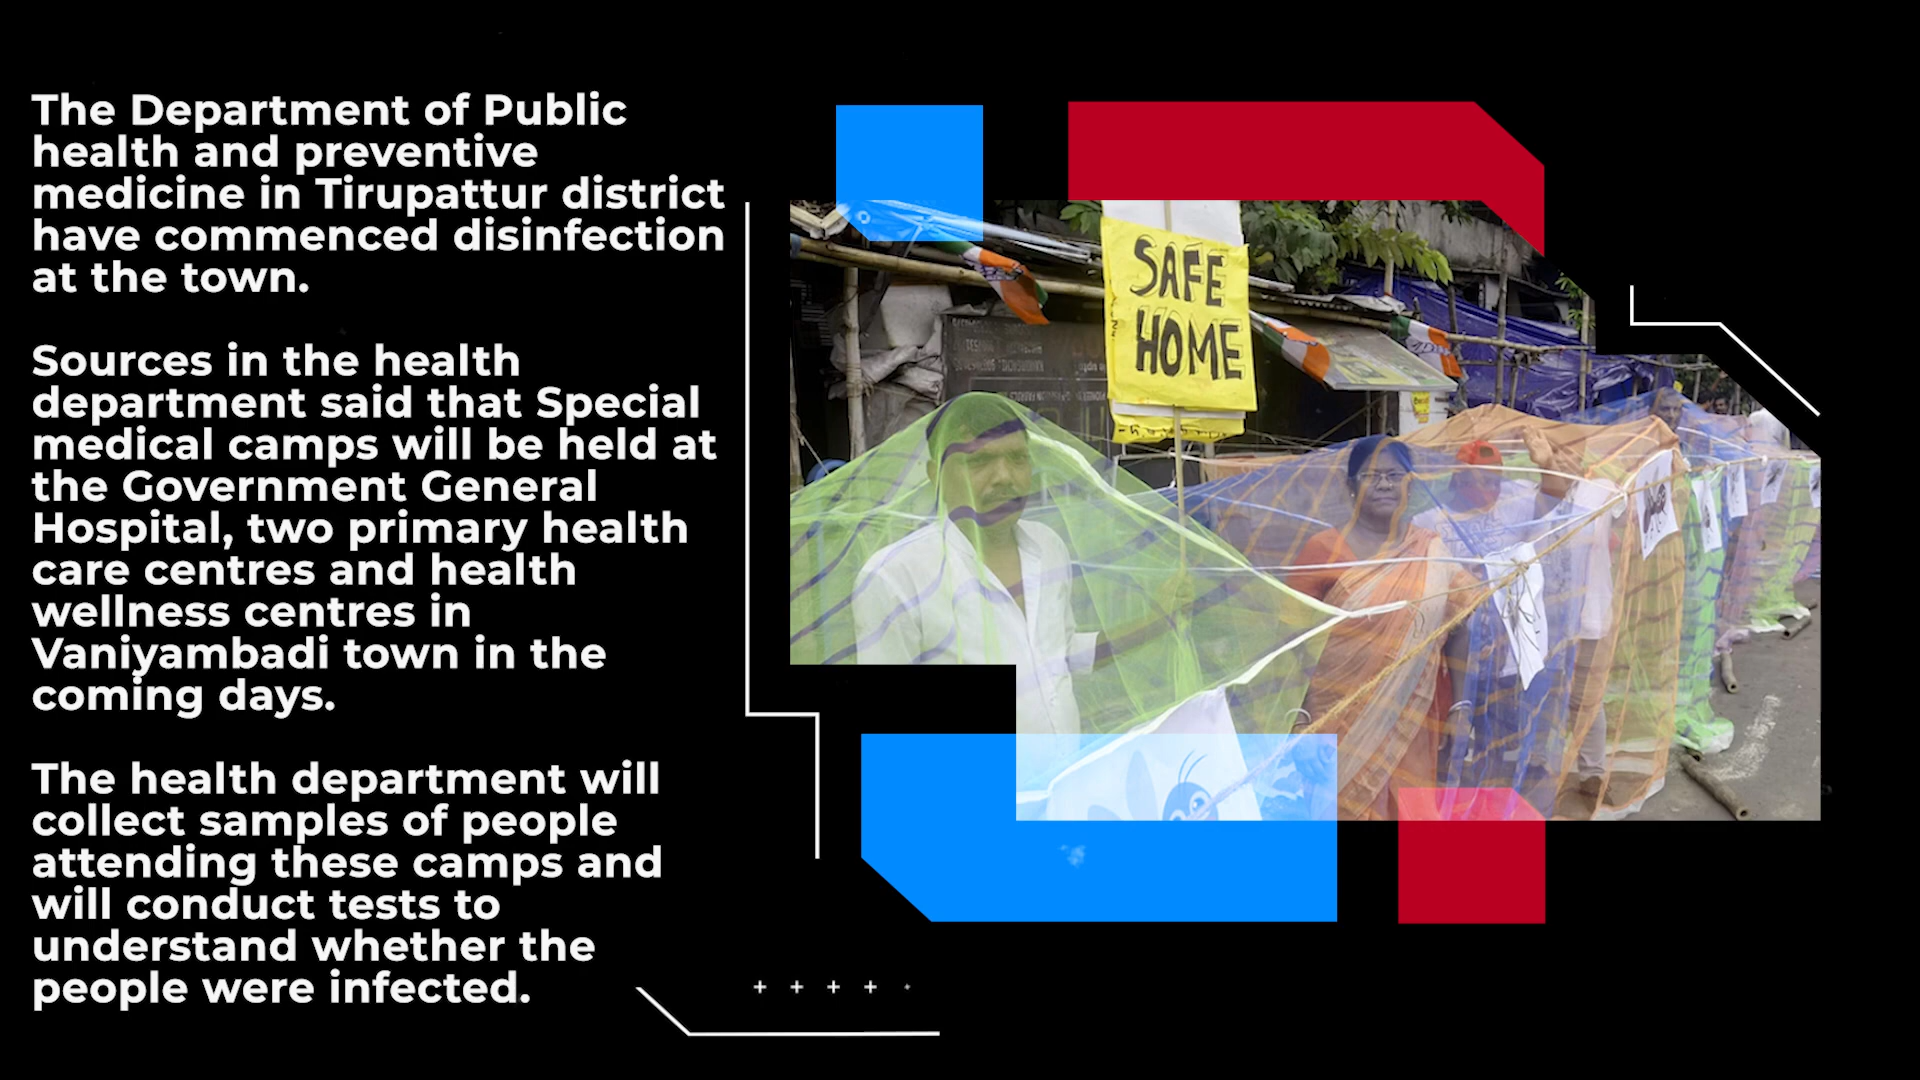 The Department of Public
health and preventive
medicine in Tirupattur district
have commenced disinfection
at the town.
Sources in the health
department said that Special
medical camps will be held at
the Government General
Hospital, two primary health
care centres and health
wellness centres in
Vaniyambadi town in the
coming days.
The health department will
collect samples of people
attending these camps and
will conduct tests to
understand whether the
people were infected.
SAFE
HOME